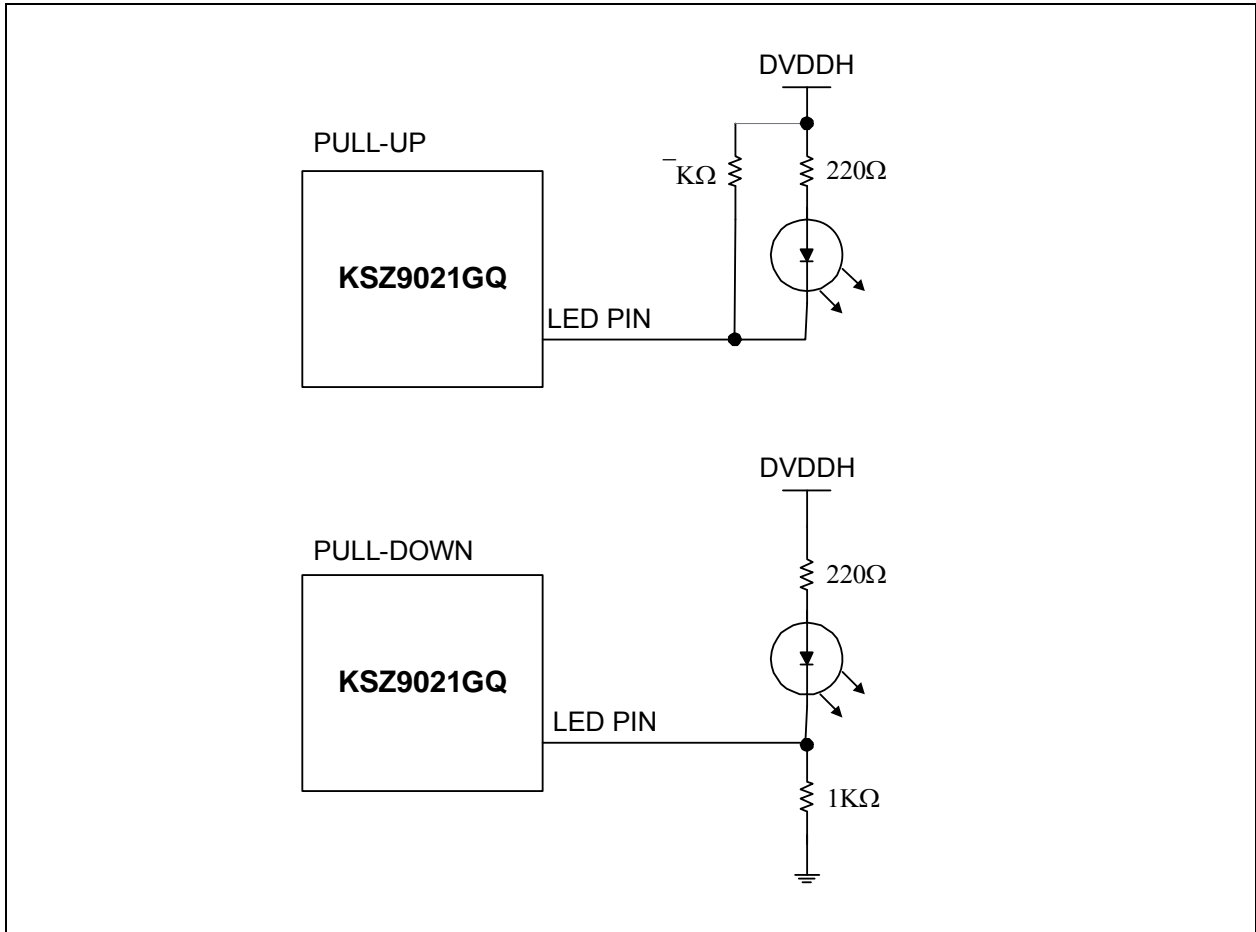 DVDDH
PULL-UP
KΩ
220Ω
KSZ9021GQ
LED PIN
DVDDH
PULL-DOWN
220Ω
KSZ9021GQ
LED PIN
1KΩ